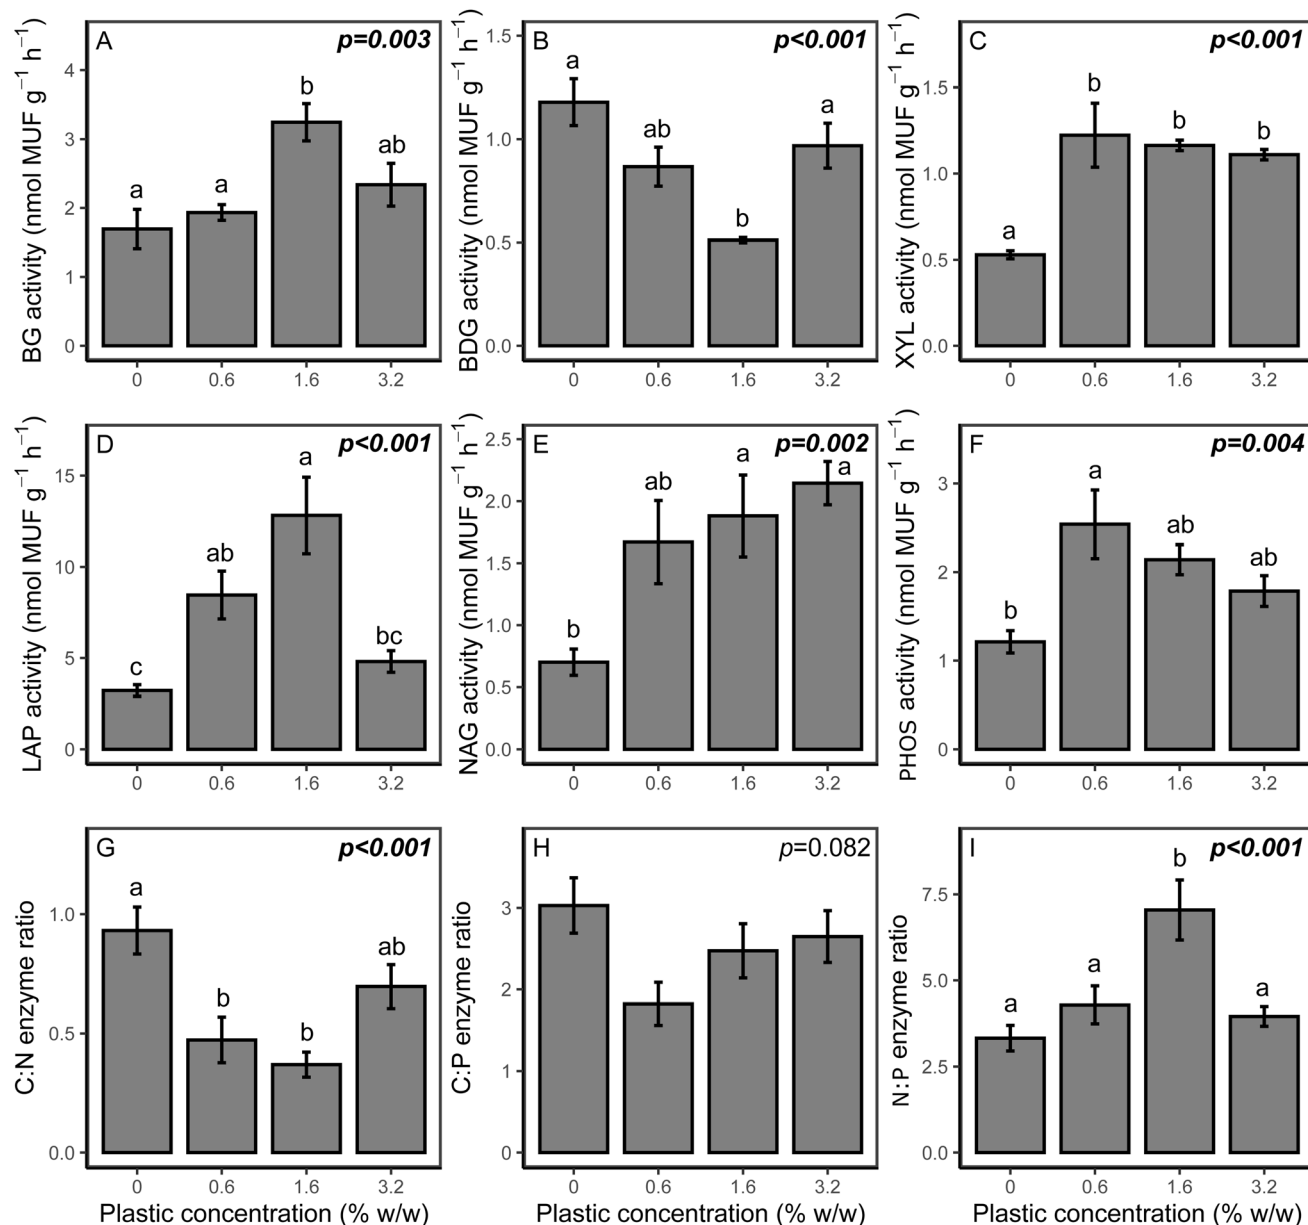 A
p=0.003
BG activity (nmol MUF g⁻¹ h⁻¹)
4
3
2
1
0
a
a
b
ab
0 0.6 1.6 3.2
B
p<0.001
BDG activity (nmol MUF g⁻¹ h⁻¹)
1.5
1.0
0.5
0.0
a
ab
b
a
0 0.6 1.6 3.2
C
p<0.001
XYL activity (nmol MUF g⁻¹ h⁻¹)
1.5
1.0
0.5
0.0
a
b
b
b
0 0.6 1.6 3.2
D
p<0.001
LAP activity (nmol MUF g⁻¹ h⁻¹)
15
10
5
0
c
ab
a
bc
0 0.6 1.6 3.2
E
p=0.002
NAG activity (nmol MUF g⁻¹ h⁻¹)
2.5
2.0
1.5
1.0
0.5
0.0
b
ab
a
a
0 0.6 1.6 3.2
F
p=0.004
PHOS activity (nmol MUF g⁻¹ h⁻¹)
3
2
1
0
b
a
ab
ab
0 0.6 1.6 3.2
G
p<0.001
C:N enzyme ratio
1.0
0.5
0.0
a
b
b
ab
0 0.6 1.6 3.2
Plastic concentration (% w/w)
H
p=0.082
C:P enzyme ratio
3
2
1
0
0 0.6 1.6 3.2
Plastic concentration (% w/w)
I
p<0.001
N:P enzyme ratio
7.5
5.0
2.5
0.0
a
a
b
a
0 0.6 1.6 3.2
Plastic concentration (% w/w)